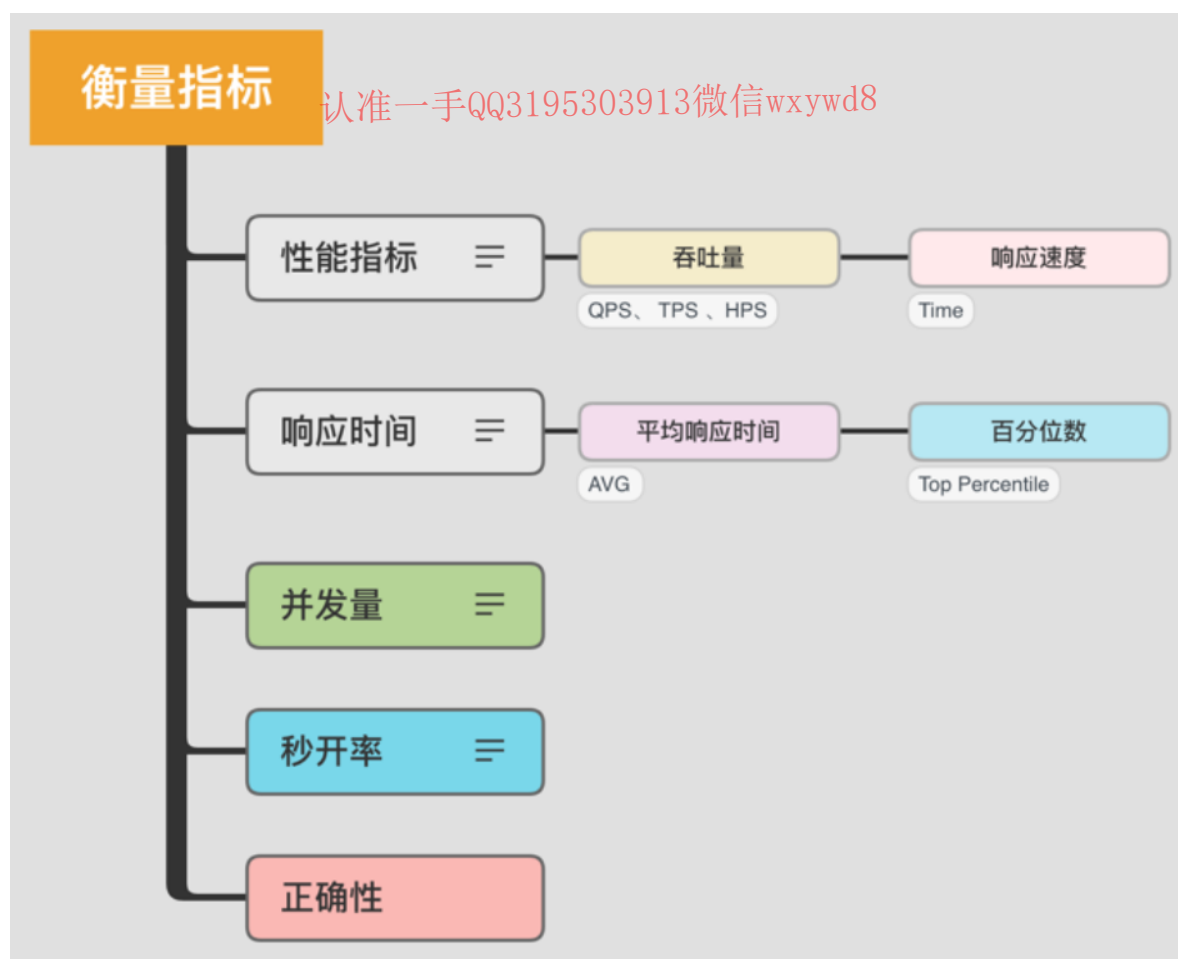 衡量指标
认准一手QQ3195303913微信wxywd8
性能指标
吞吐量
响应速度
QPS、 TPS 、HPS
Time
响应时间
平均响应时间
百分位数
AVG
Top Percentile
并发量
秒开率
正确性